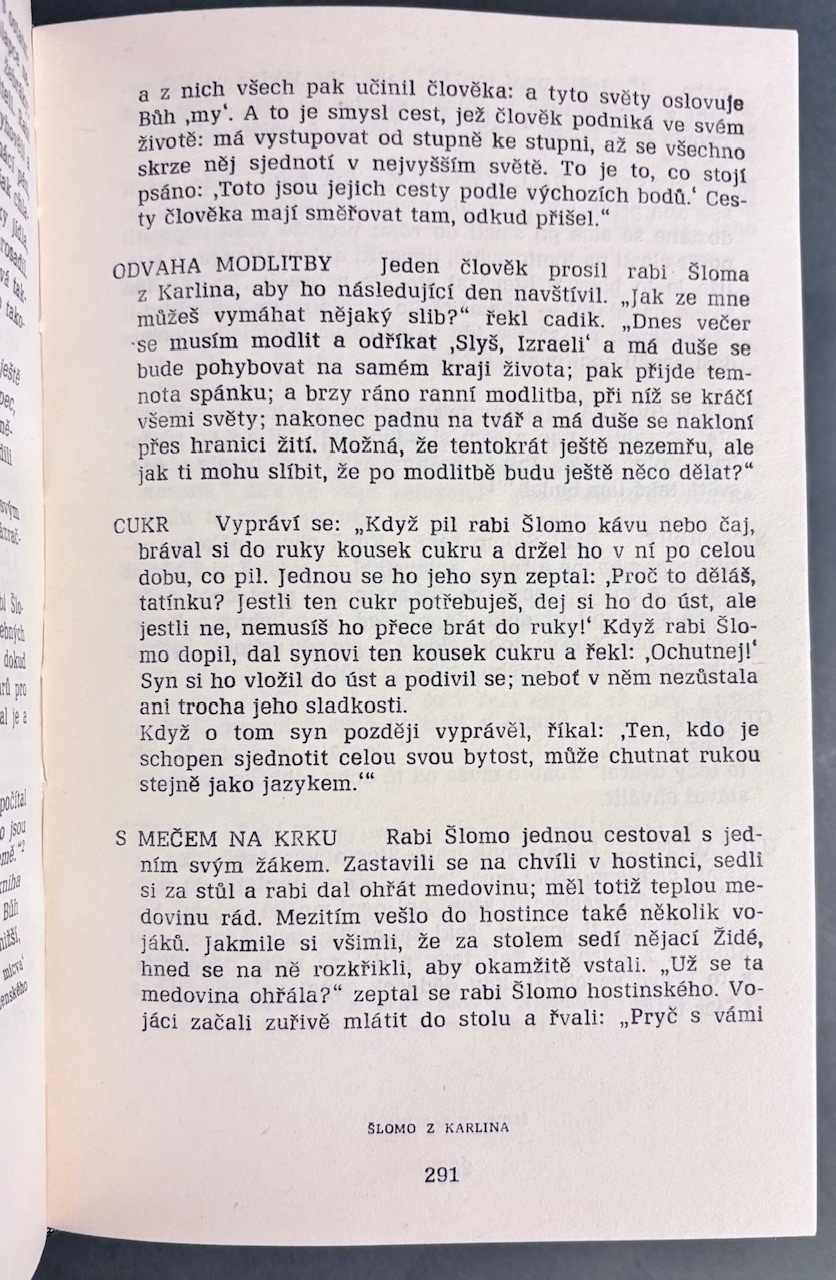 a z nich všech pak učinil člověka: a tyto světy oslovuje
Bůh ‚my‘. A to je smysl cest, jež člověk podniká ve svém
životě: má vystupovat od stupně ke stupni, až se všechno
skrze něj sjednotí v nejvyšším světě. To je to, co stojí
psáno: ‚Toto jsou jejich cesty podle výchozích bodů.‘ Ces-
ty člověka mají směřovat tam, odkud přišel.“
ODVAHA MODLITBY Jeden člověk prosil rabi Šloma
z Karlina, aby ho následující den navštívil. „Jak ze mne
můžeš vymáhat nějaký slib?“ řekl cadik. „Dnes večer
se musím modlit a odříkat ‚Slyš, Izraeli‘ a má duše se
bude pohybovat na samém kraji života; pak přijde tem-
nota spánku; a brzy ráno ranní modlitba, při níž se kráčí
všemi světy; nakonec padnu na tvář a má duše se nakloní
přes hranici žití. Možná, že tentokrát ještě nezemřu, ale
jak ti mohu slíbit, že po modlitbě budu ještě něco dělat?“
CUKR Vypráví se: „Když pil rabi Šlomo kávu nebo čaj,
brával si do ruky kousek cukru a držel ho v ní po celou
dobu, co pil. Jednou se ho jeho syn zeptal: ‚Proč to děláš,
tatínku? Jestli ten cukr potřebuješ, dej si ho do úst, ale
jestli ne, nemusíš ho přece brát do ruky!‘ Když rabi Šlo-
mo dopil, dal synovi ten kousek cukru a řekl: ‚Ochutnej!‘
Syn si ho vložil do úst a podivil se; neboť v něm nezůstala
ani trocha jeho sladkosti.
Když o tom syn později vyprávěl, říkal: ‚Ten, kdo je
schopen sjednotit celou svou bytost, může chutnat rukou
stejně jako jazykem.‘“
S MEČEM NA KRKU Rabi Šlomo jednou cestoval s jed-
ním svým žákem. Zastavili se na chvíli v hostinci, sedli
si za stůl a rabi dal ohřát medovinu; měl totiž teplou me-
dovinu rád. Mezitím vešlo do hostince také několik vo-
jáků. Jakmile si všimli, že za stolem sedí nějací Židé,
hned se na ně rozkřikli, aby okamžitě vstali. „Už se ta
medovina ohřála?“ zeptal se rabi Šlomo hostinského. Vo-
jáci začali zuřivě mlátit do stolu a řvali: „Pryč s vámi
ŠLOMO Z KARLINA
291